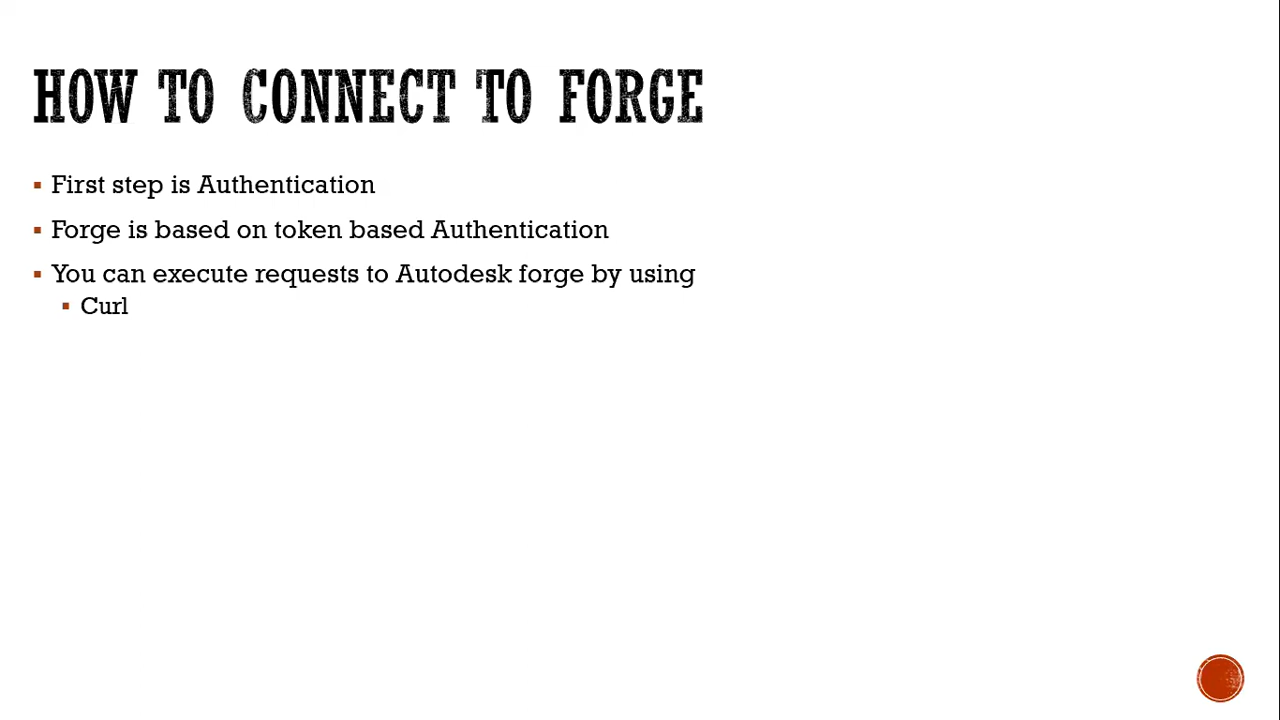 HOW TO CONNECT TO FORGE
First step is Authentication
Forge is based on token based Authentication
You can execute requests to Autodesk forge by using
Curl